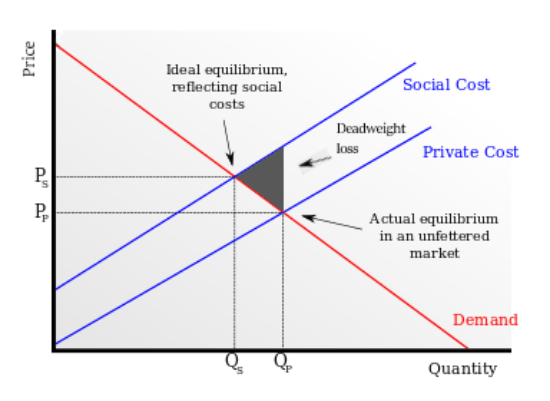 Price
Ideal equilibrium,
reflecting social
costs
Social Cost
Deadweight
loss
Private Cost
Ps
Pp
Actual equilibrium
in an unfettered
market
Demand
Qs
Qp
Quantity